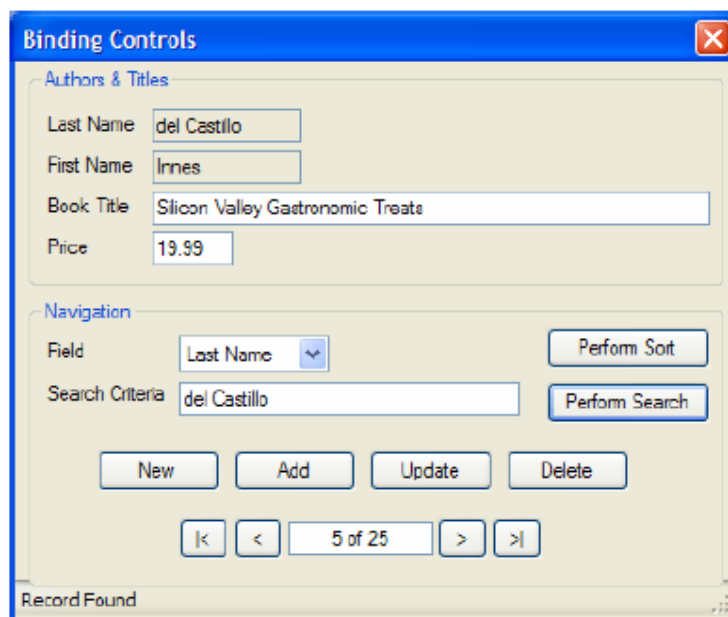 Binding Controls
Authors & Titles
Last Name del Castillo
First Name Innes
Book Title Silicon Valley Gastronomic Treats
Price 19.99
Navigation
Field Last Name Perform Sort
Search Criteria del Castillo Perform Search
New Add Update Delete
|< < 5 of 25 > >|
Record Found